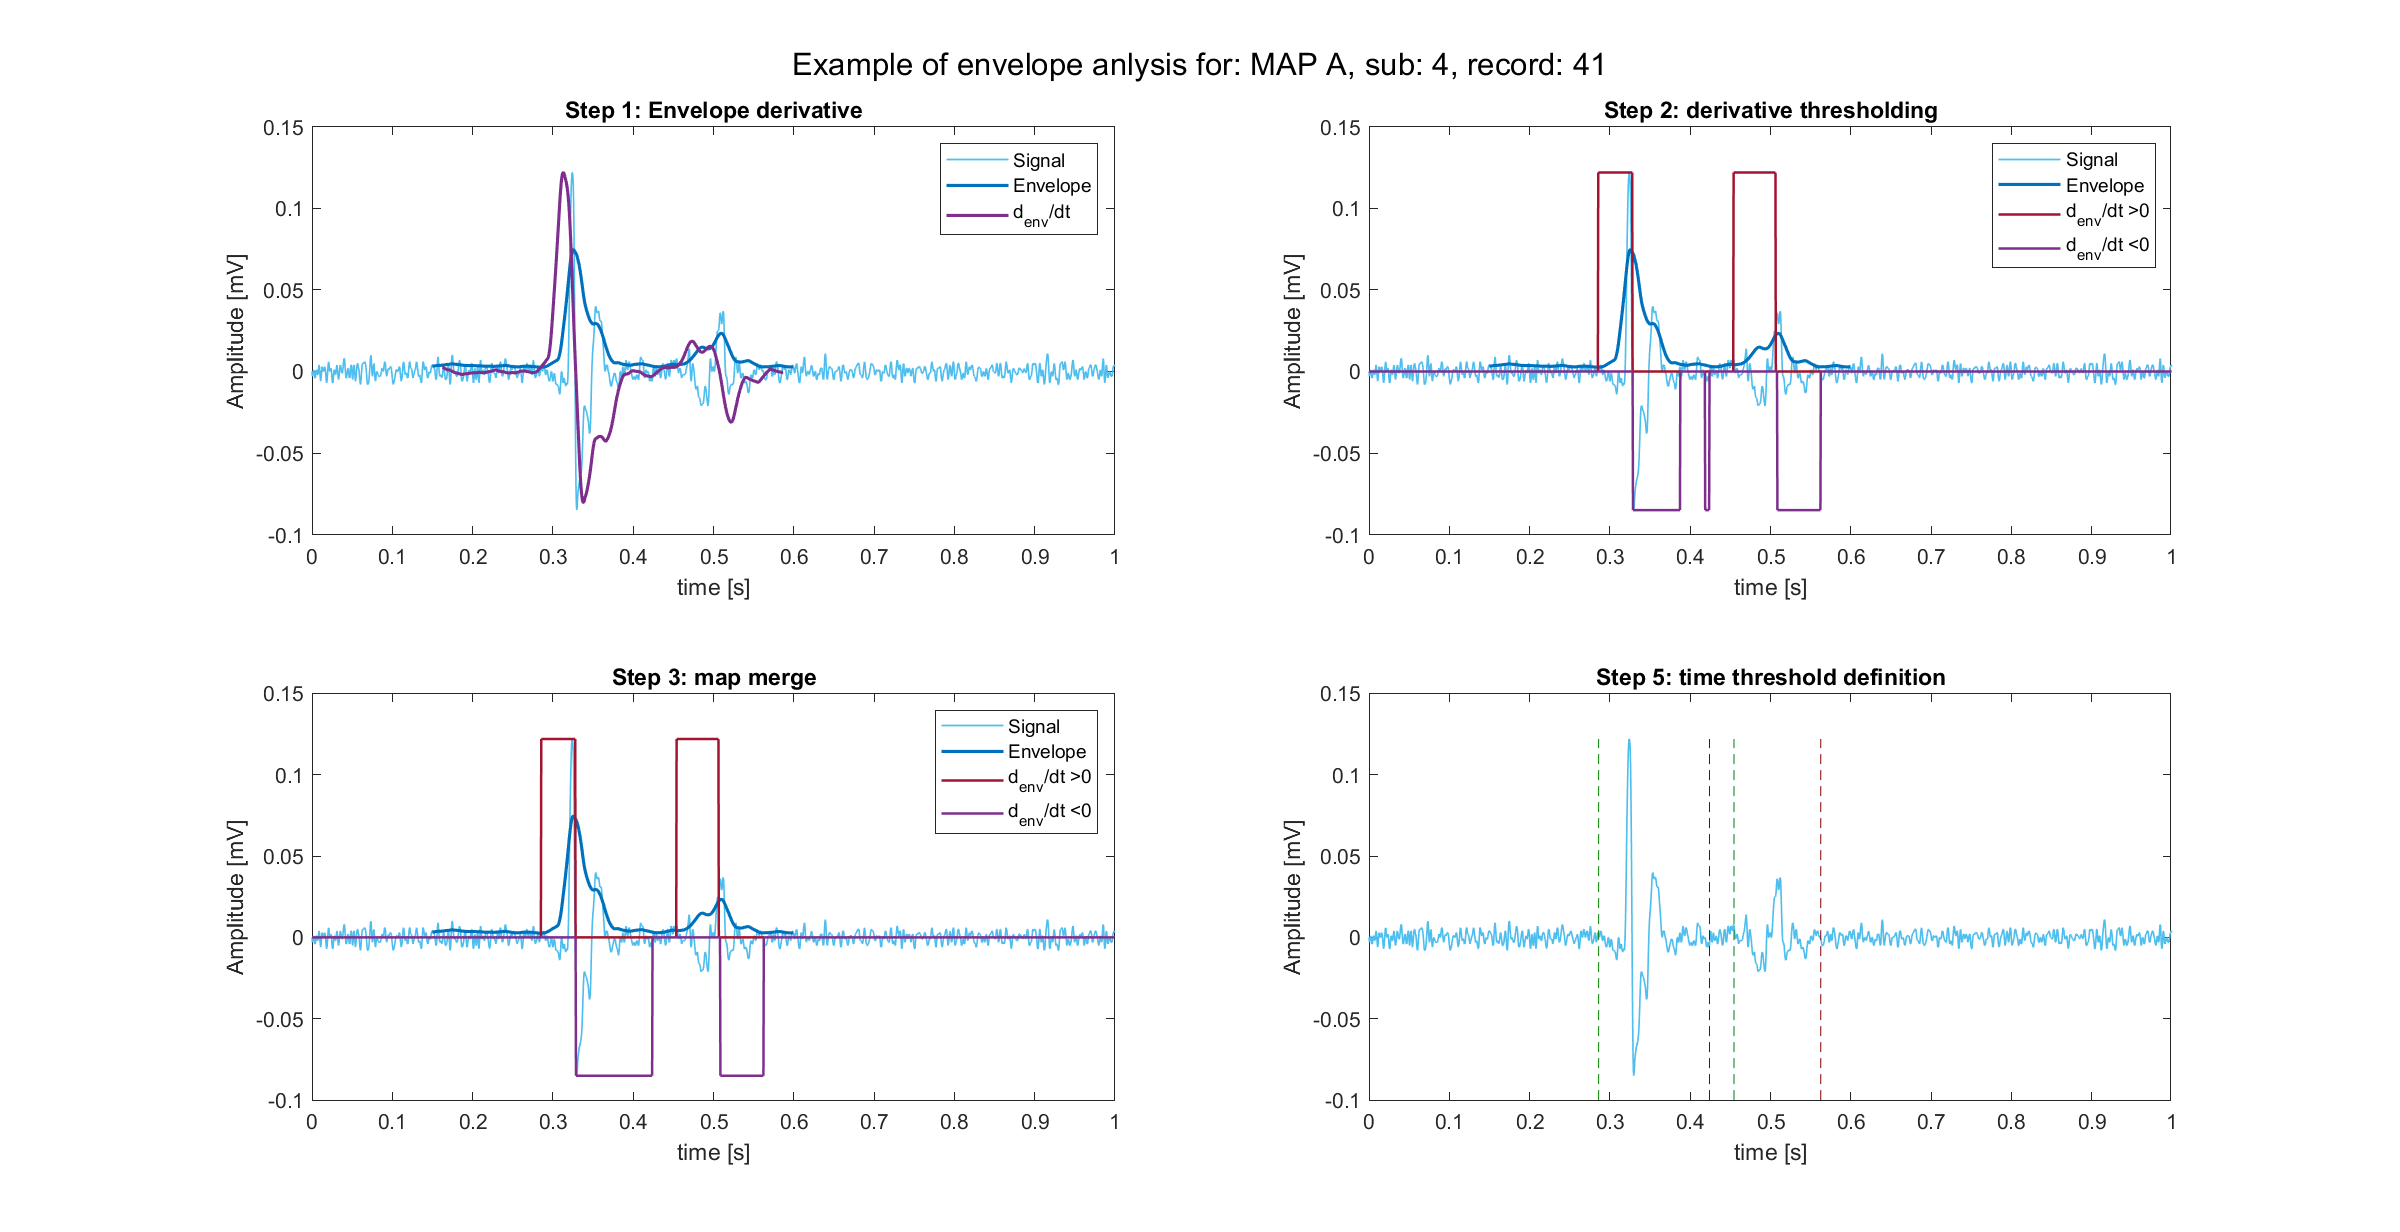 Example of envelope anlysis for: MAP A, sub: 4, record: 41
Step 1: Envelope derivative
0.15
0.1
0.05
0
-0.05
-0.1
Amplitude [mV]
Signal
Envelope
d_env/dt
0 0.1 0.2 0.3 0.4 0.5 0.6 0.7 0.8 0.9 1
time [s]
Step 2: derivative thresholding
0.15
0.1
0.05
0
-0.05
-0.1
Amplitude [mV]
Signal
Envelope
d_env/dt >0
d_env/dt <0
0 0.1 0.2 0.3 0.4 0.5 0.6 0.7 0.8 0.9 1
time [s]
Step 3: map merge
0.15
0.1
0.05
0
-0.05
-0.1
Amplitude [mV]
Signal
Envelope
d_env/dt >0
d_env/dt <0
0 0.1 0.2 0.3 0.4 0.5 0.6 0.7 0.8 0.9 1
time [s]
Step 5: time threshold definition
0.15
0.1
0.05
0
-0.05
-0.1
Amplitude [mV]
0 0.1 0.2 0.3 0.4 0.5 0.6 0.7 0.8 0.9 1
time [s]